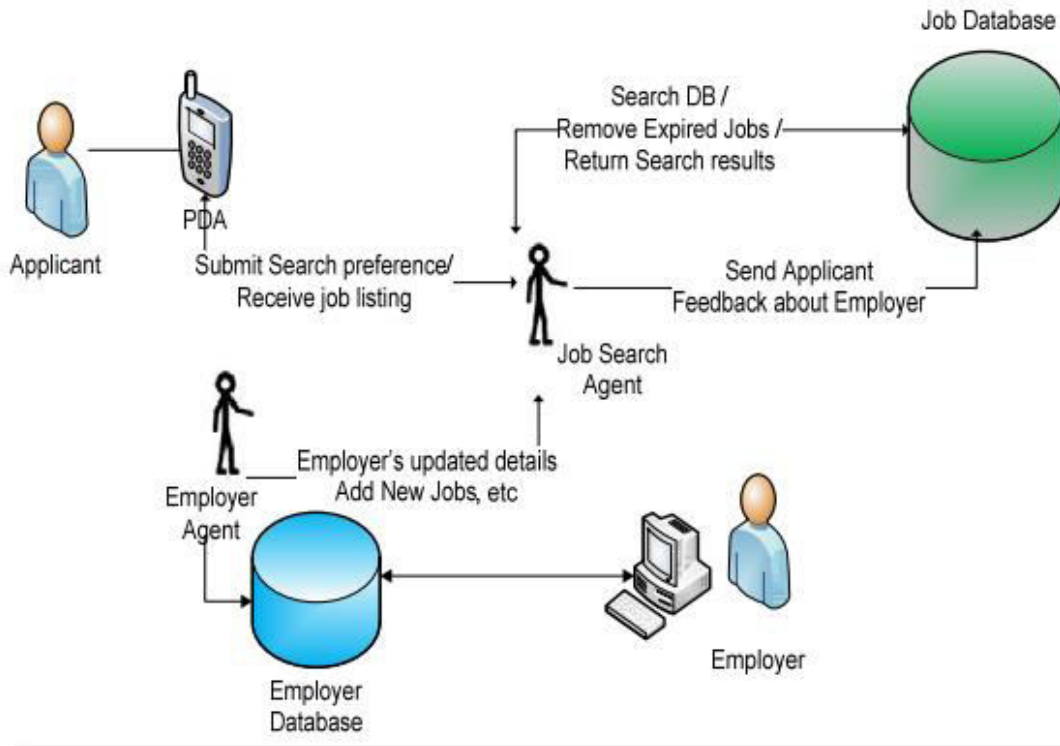 Job Database
Search DB /
Remove Expired Jobs /
Return Search results
PDA
Applicant
Submit Search preference/
Receive job listing
Send Applicant
Feedback about Employer
Job Search
Agent
Employer's updated details
Add New Jobs, etc
Employer
Agent
Employer
Employer
Database